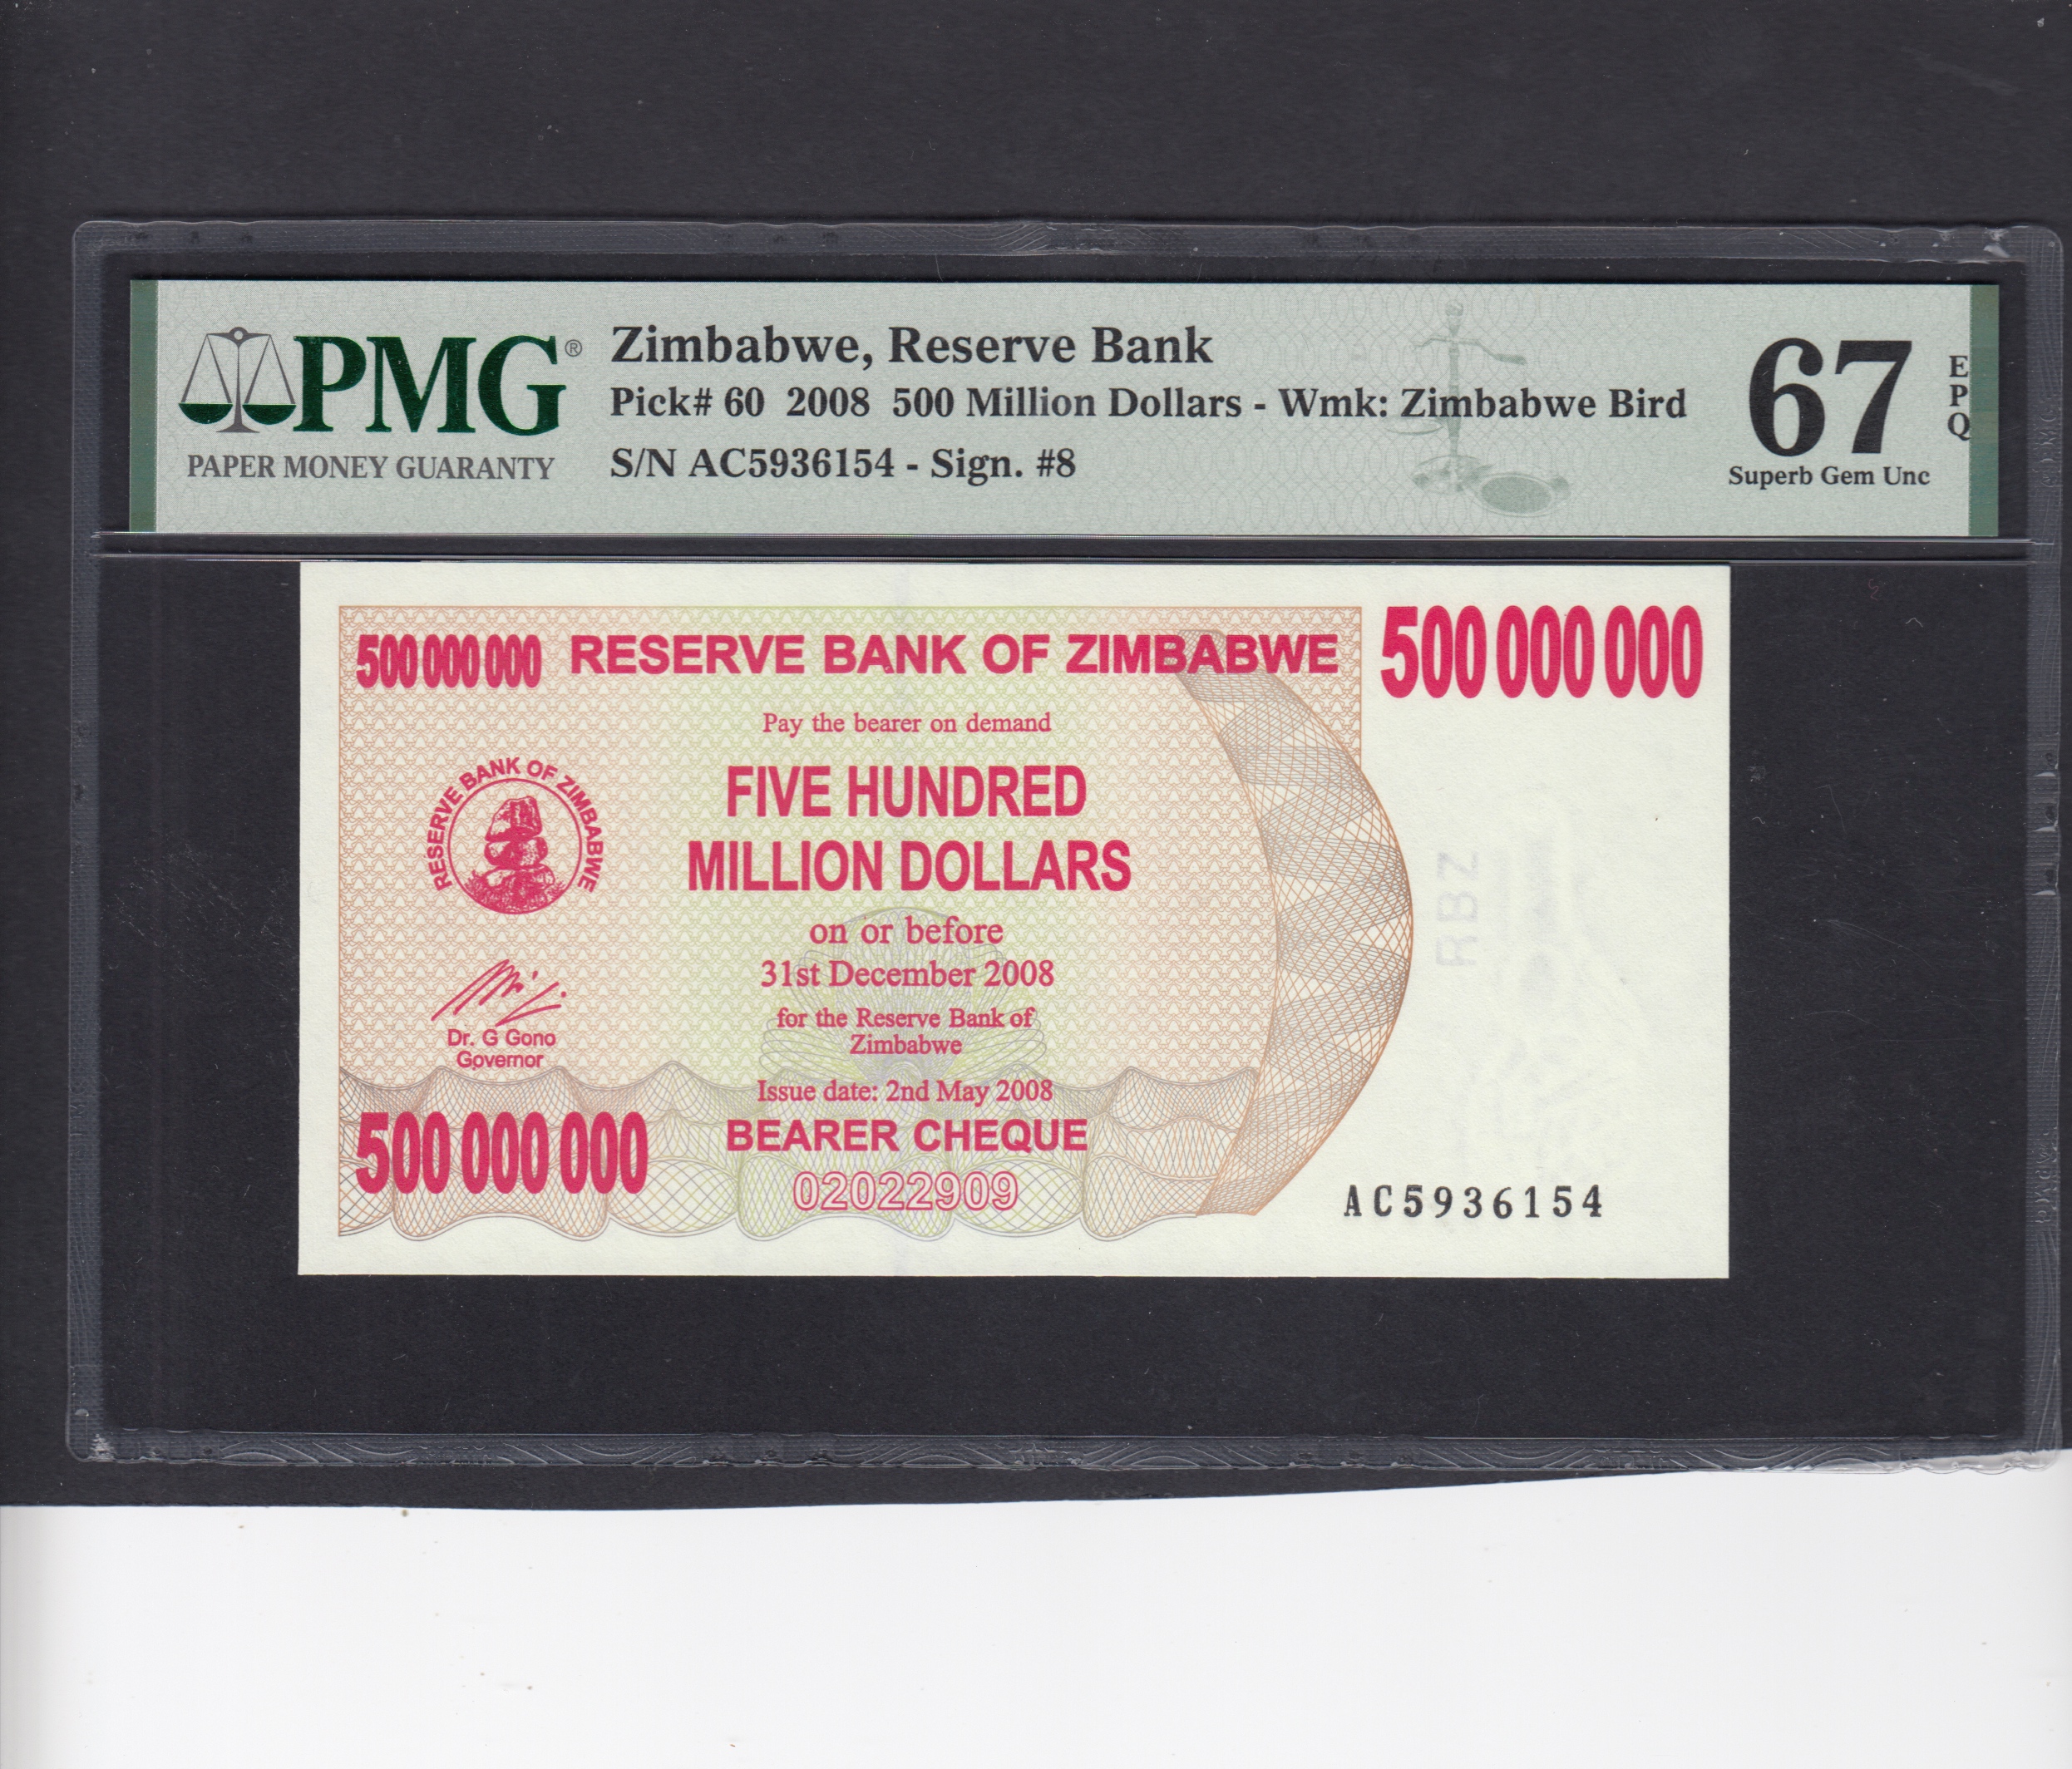 PMG®
PAPER MONEY GUARANTY
Zimbabwe, Reserve Bank
Pick# 60 2008 500 Million Dollars - Wmk: Zimbabwe Bird
S/N AC5936154 - Sign. #8
67
EPQ
Superb Gem Unc
500 000 000
RESERVE BANK OF ZIMBABWE
500 000 000
Pay the bearer on demand
FIVE HUNDRED
MILLION DOLLARS
RESERVE BANK OF ZIMBABWE
on or before
31st December 2008
for the Reserve Bank of
Zimbabwe
Dr. G Gono
Governor
Issue date: 2nd May 2008
BEARER CHEQUE
500 000 000
02022909
RBZ
AC5936154